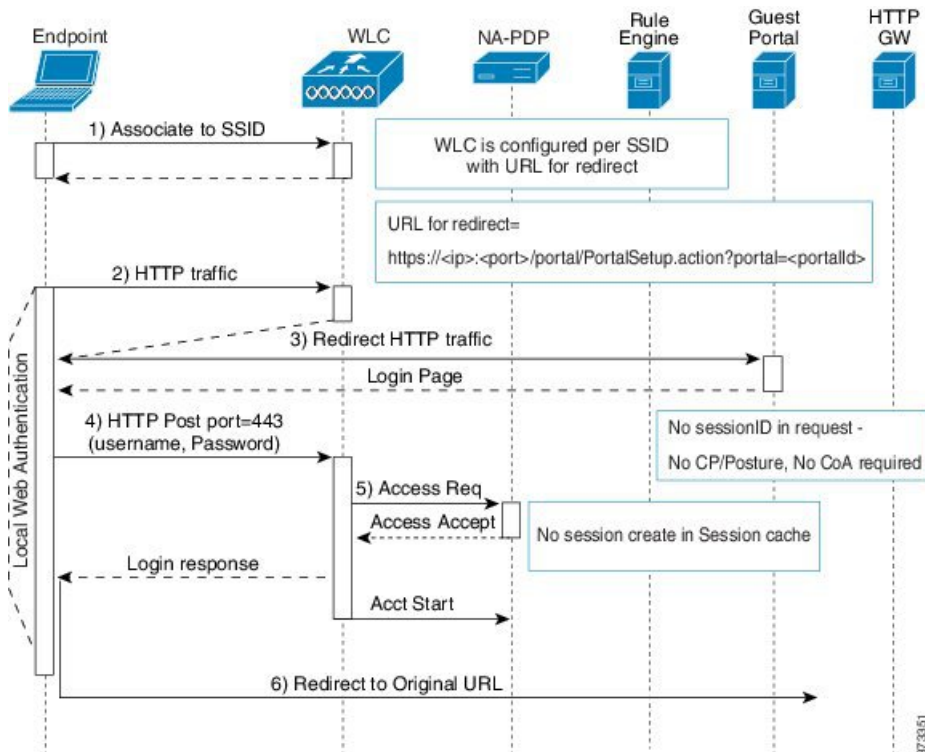 Endpoint
WLC
NA-PDP
Rule
Engine
Guest
Portal
HTTP
GW
1) Associate to SSID
WLC is configured per SSID
with URL for redirect
URL for redirect=
https://<ip>:<port>/portal/PortalSetup.action?portal=<portalId>
2) HTTP traffic
3) Redirect HTTP traffic
Login Page
4) HTTP Post port=443
(username, Password)
No sessionID in request -
No CP/Posture, No CoA required
5) Access Req
Access Accept
No session create in Session cache
Local Web Authentication
Login response
Acct Start
6) Redirect to Original URL